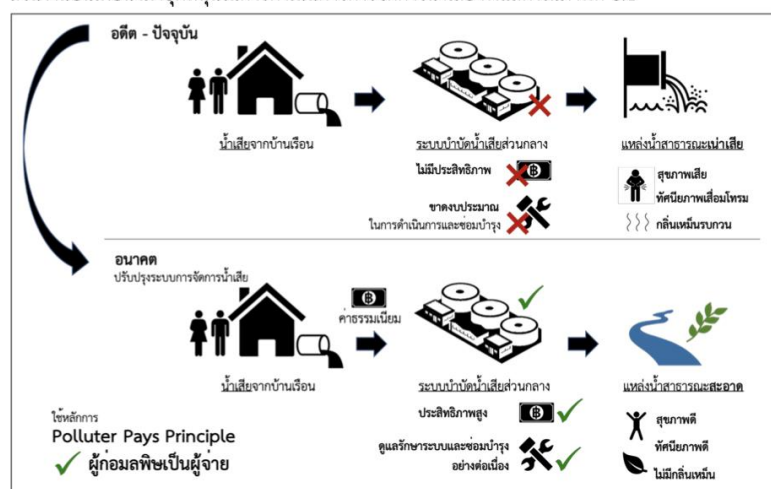 อดีต - ปัจจุบัน
น้ำเสียจากบ้านเรือน
ระบบบำบัดน้ำเสียส่วนกลาง
แหล่งน้ำสาธารณะเน่าเสีย
ไม่มีประสิทธิภาพ
฿
ขาดงบประมาณ
ในการดำเนินการและซ่อมบำรุง
สุขภาพเสีย
ทัศนียภาพเสื่อมโทรม
กลิ่นเหม็นรบกวน
อนาคต
ปรับปรุงระบบการจัดการน้ำเสีย
฿
ค่าธรรมเนียม
น้ำเสียจากบ้านเรือน
ระบบบำบัดน้ำเสียส่วนกลาง
แหล่งน้ำสาธารณะสะอาด
ประสิทธิภาพสูง
฿
ดูแลรักษาระบบและซ่อมบำรุง
อย่างต่อเนื่อง
สุขภาพดี
ทัศนียภาพดี
ไม่มีกลิ่นเหม็น
ใช้หลักการ
Polluter Pays Principle
ผู้ก่อมลพิษเป็นผู้จ่าย